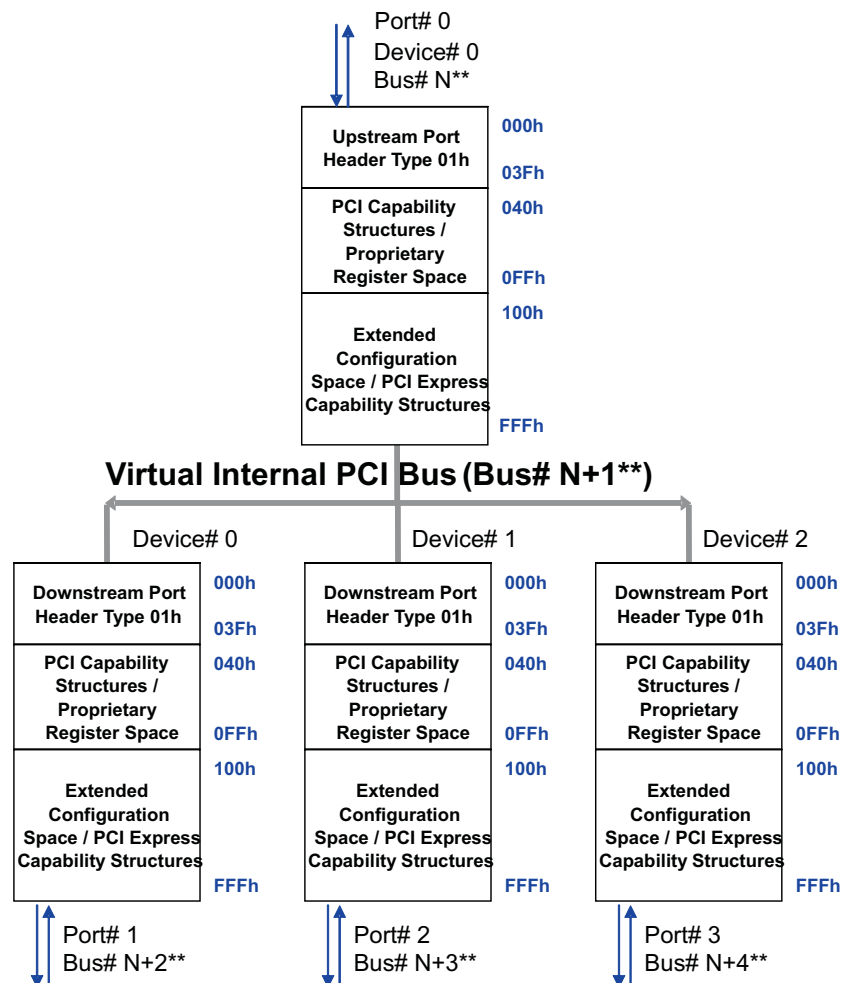 Port# 0
Device# 0
Bus# N**
Upstream Port
Header Type 01h
000h
03Fh
PCI Capability
Structures /
Proprietary
Register Space
040h
0FFh
Extended
Configuration
Space / PCI Express
Capability Structures
100h
FFFh
Virtual Internal PCI Bus (Bus# N+1**)
Device# 0
Downstream Port
Header Type 01h
000h
03Fh
PCI Capability
Structures /
Proprietary
Register Space
040h
0FFh
Extended
Configuration
Space / PCI Express
Capability Structures
100h
FFFh
Port# 1
Bus# N+2**
Device# 1
Downstream Port
Header Type 01h
000h
03Fh
PCI Capability
Structures /
Proprietary
Register Space
040h
0FFh
Extended
Configuration
Space / PCI Express
Capability Structures
100h
FFFh
Port# 2
Bus# N+3**
Device# 2
Downstream Port
Header Type 01h
000h
03Fh
PCI Capability
Structures /
Proprietary
Register Space
040h
0FFh
Extended
Configuration
Space / PCI Express
Capability Structures
100h
FFFh
Port# 3
Bus# N+4**